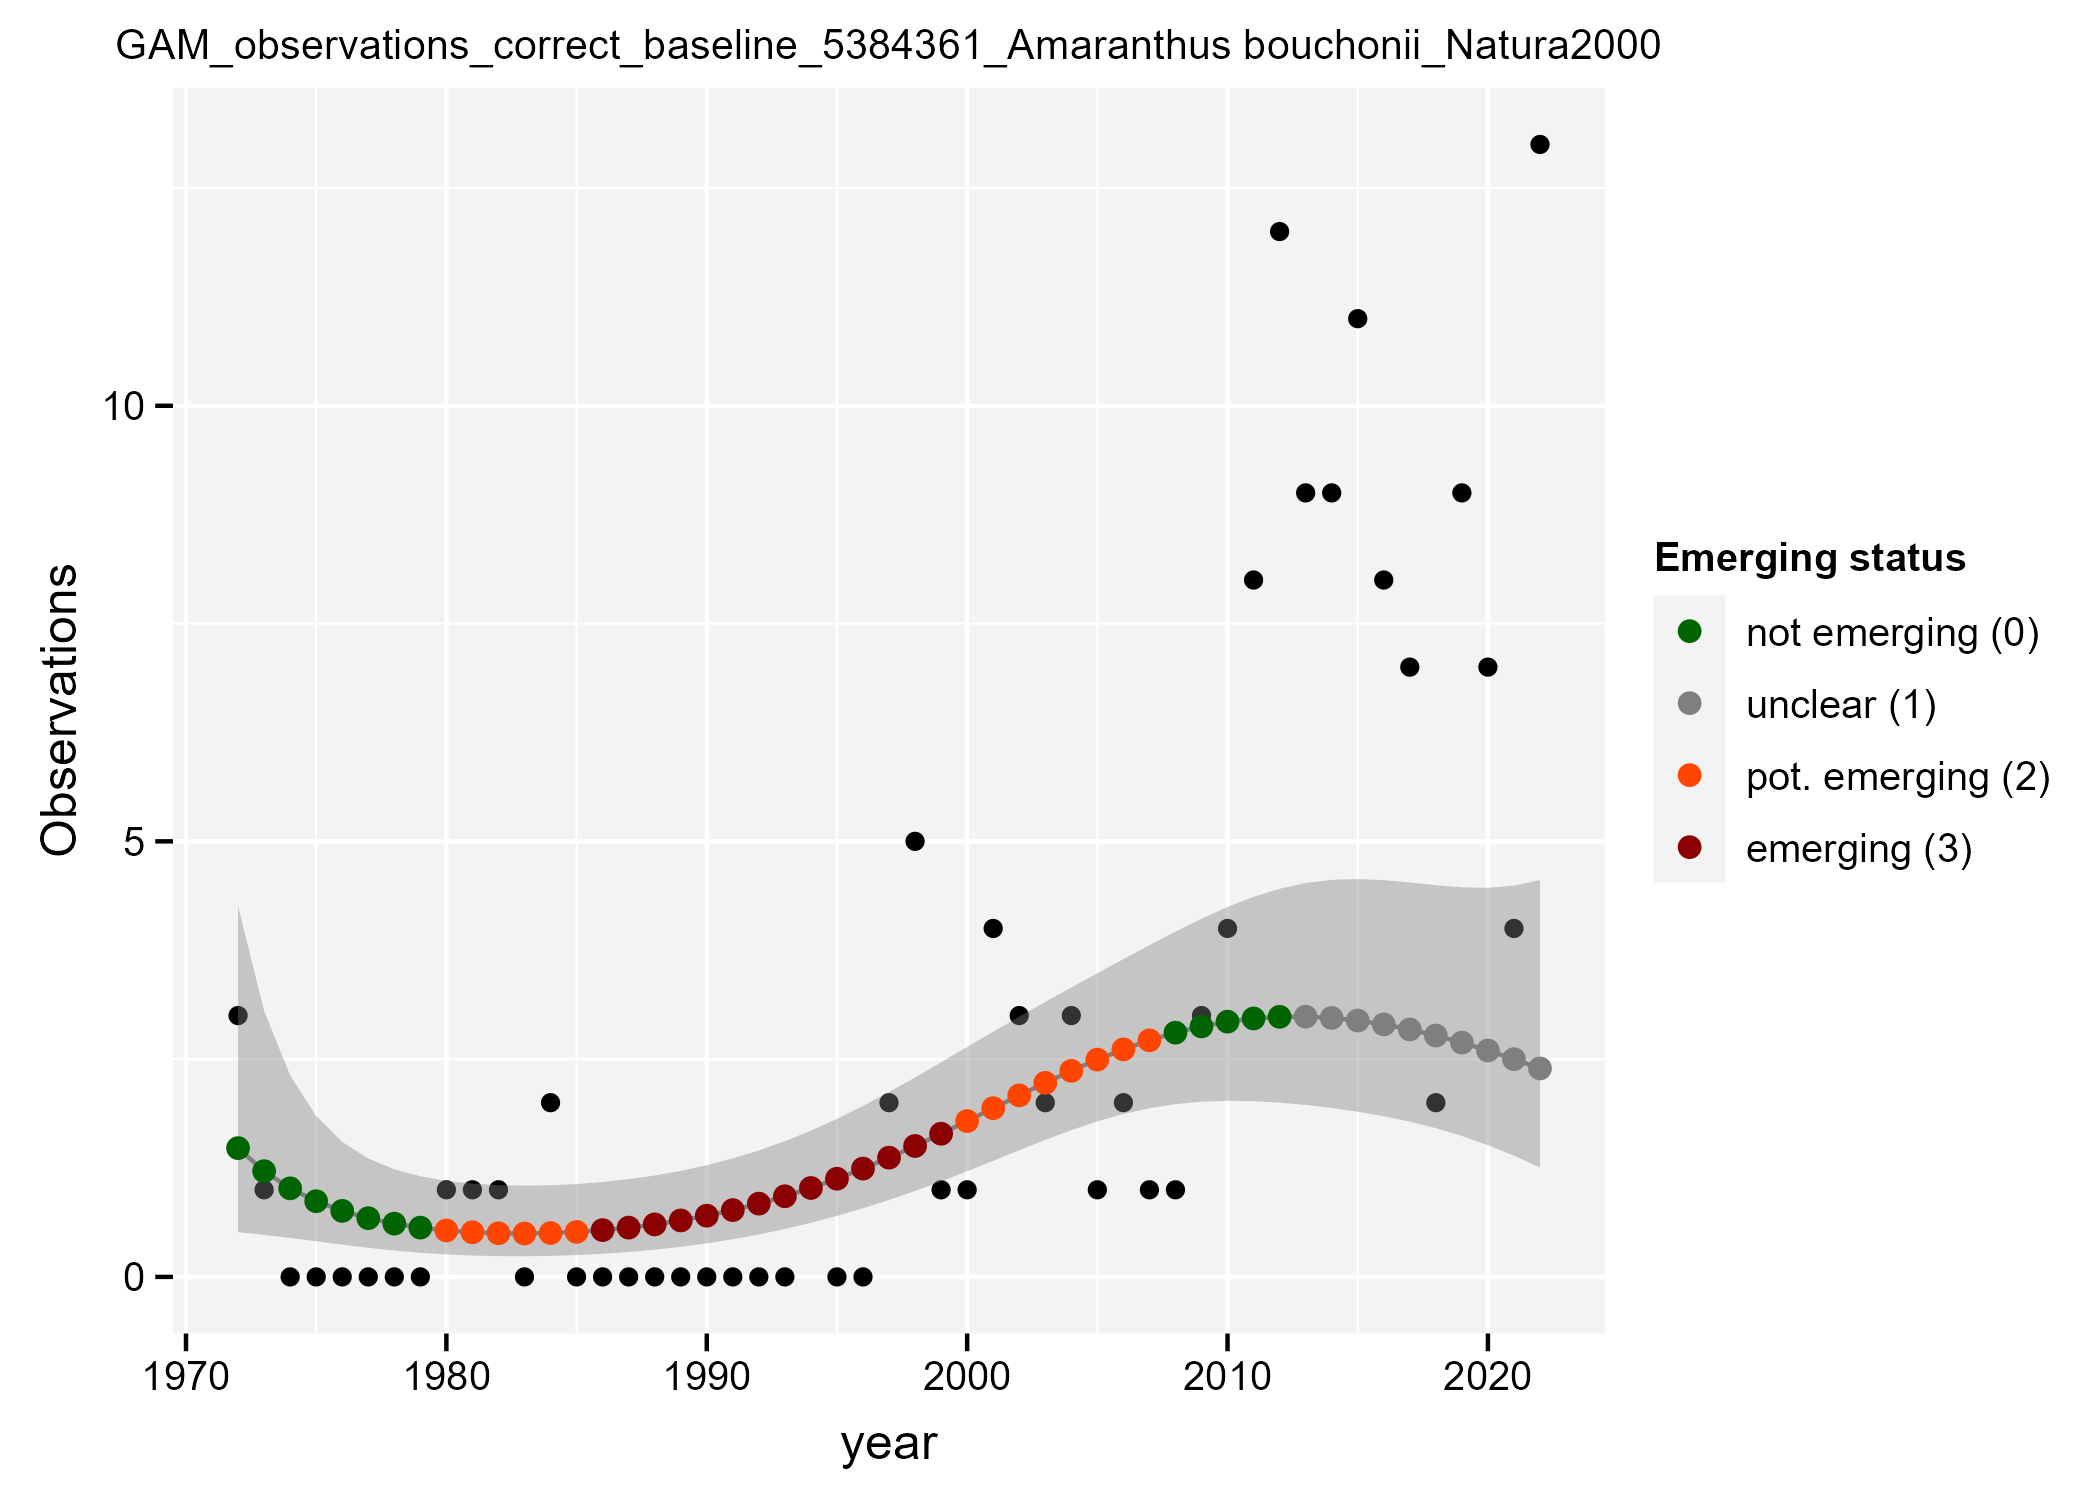 GAM_observations_correct_baseline_5384361_Amaranthus bouchonii_Natura2000
Observations
10
5
0
1970 1980 1990 2000 2010 2020
year
Emerging status
not emerging (0)
unclear (1)
pot. emerging (2)
emerging (3)